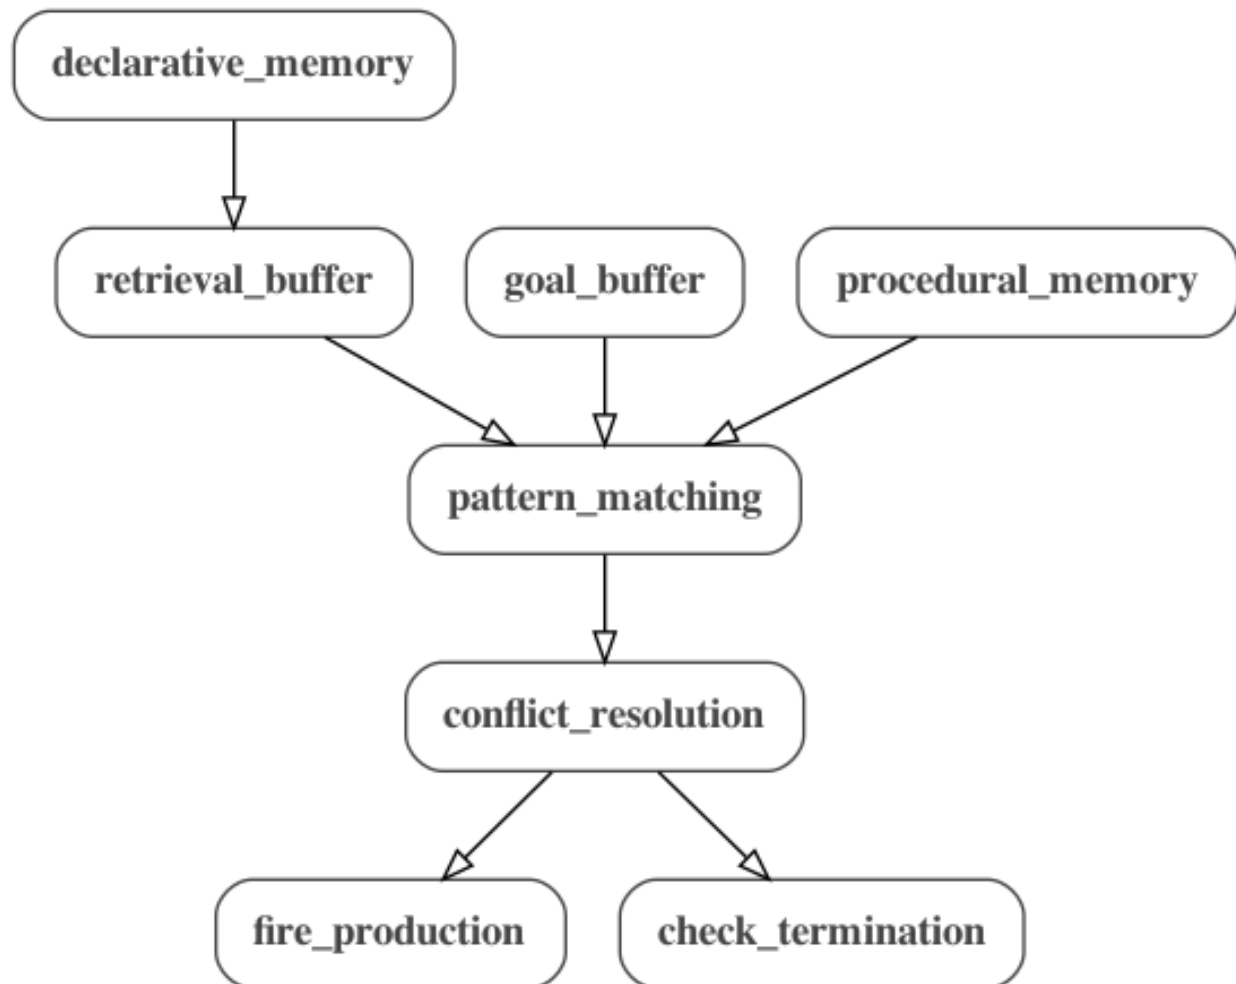 declarative_memory
retrieval_buffer
goal_buffer
procedural_memory
pattern_matching
conflict_resolution
fire_production
check_termination